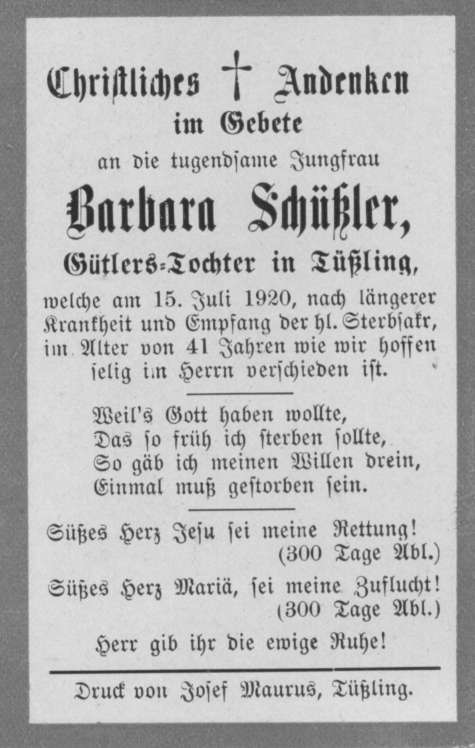 Christliches † Andenken
im Gebete
an die tugendsame Jungfrau
Barbara Schüßler,
Gütlers-Tochter in Tüßling,
welche am 15. Juli 1920, nach längerer
Krankheit und Empfang der hl. Sterbsakr,
im Alter von 41 Jahren wie wir hoffen
selig im Herrn verschieden ist.
Weil's Gott haben wollte,
Das so früh ich sterben sollte,
So gäb ich meinen Willen drein,
Einmal muß gestorben sein.
Süßes Herz Jesu sei meine Rettung!
(300 Tage Abl.)
Süßes Herz Mariä, sei meine Zuflucht!
(300 Tage Abl.)
Herr gib ihr die ewige Ruhe!
Druck von Josef Maurus, Tüßling.